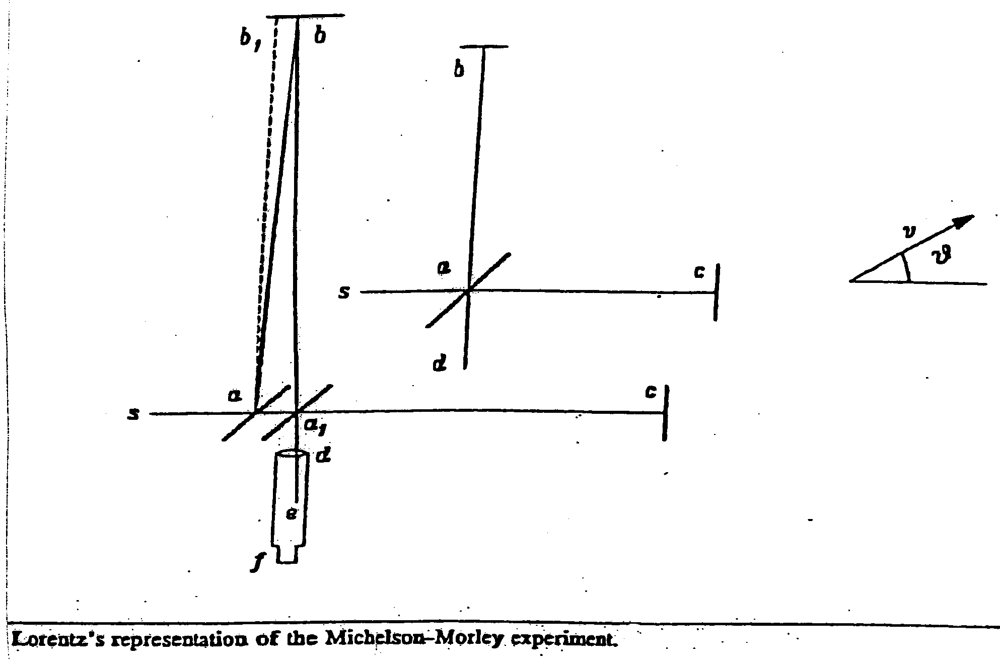 b₁ b
b
a
s
c
v
ϑ
d
a
s
c
a₁
d
e
f
Lorentz's representation of the Michelson–Morley experiment.